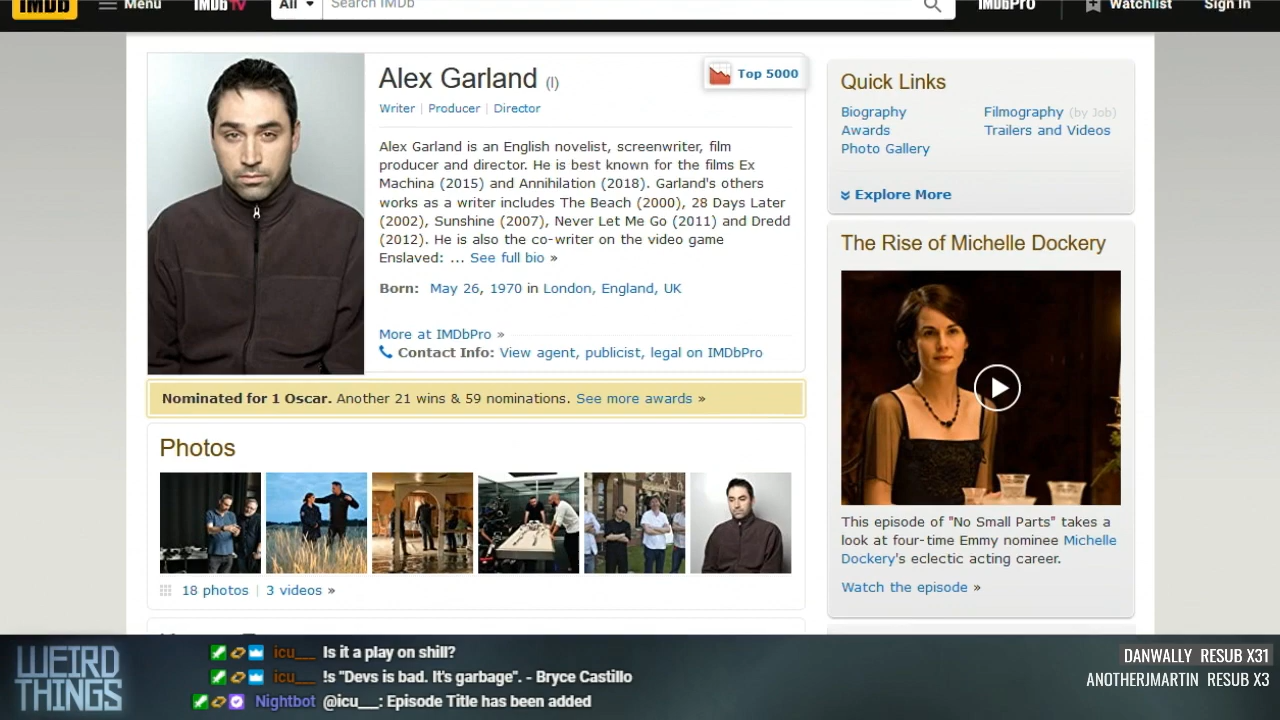 IMDb
Menu
IMDb TV
All
Search IMDb
IMDbPro
Watchlist
Sign In
Alex Garland (I)
Top 5000
Writer | Producer | Director
Alex Garland is an English novelist, screenwriter, film
producer and director. He is best known for the films Ex
Machina (2015) and Annihilation (2018). Garland's others
works as a writer includes The Beach (2000), 28 Days Later
(2002), Sunshine (2007), Never Let Me Go (2011) and Dredd
(2012). He is also the co-writer on the video game
Enslaved: ... See full bio »
Born: May 26, 1970 in London, England, UK
More at IMDbPro »
Contact Info: View agent, publicist, legal on IMDbPro
Nominated for 1 Oscar. Another 21 wins & 59 nominations. See more awards »
Photos
18 photos | 3 videos »
Quick Links
Biography
Filmography (by Job)
Awards
Trailers and Videos
Photo Gallery
Explore More
The Rise of Michelle Dockery
This episode of "No Small Parts" takes a
look at four-time Emmy nominee Michelle
Dockery's eclectic acting career.
Watch the episode »
WEIRD
THINGS
icu__ Is it a play on shill?
icu__ !s "Devs is bad. It's garbage". - Bryce Castillo
Nightbot @icu__: Episode Title has been added
DANWALLY RESUB X31
ANOTHERJMARTIN RESUB X3